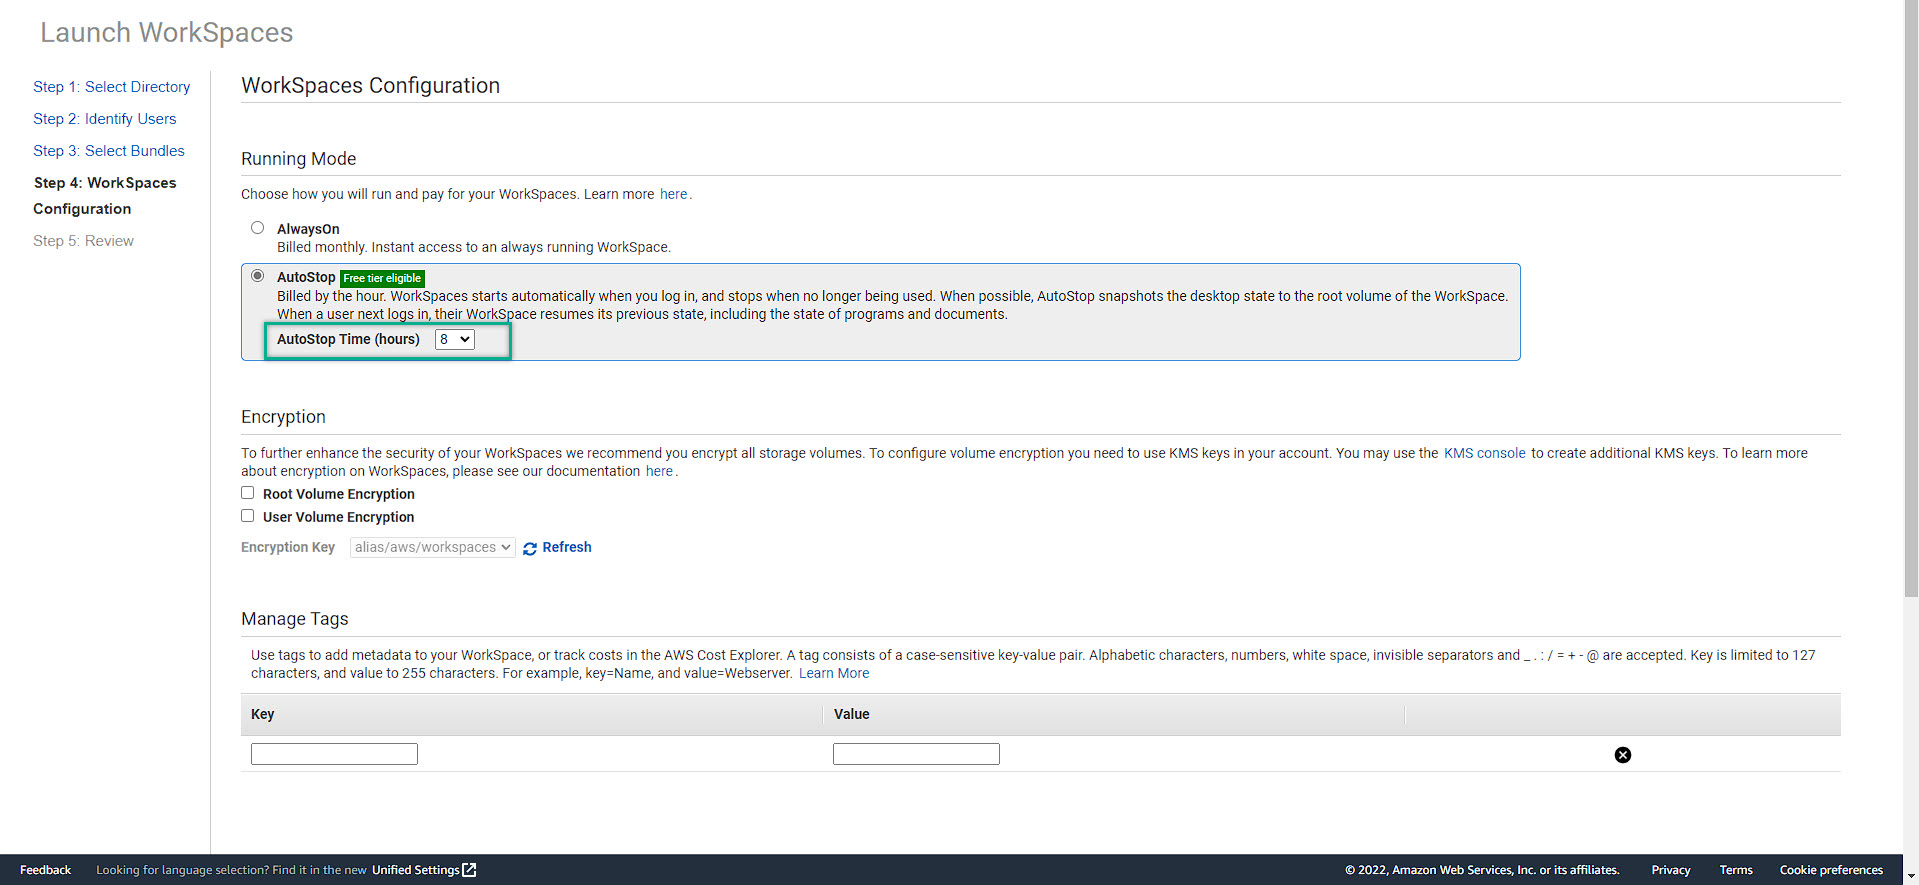 Launch WorkSpaces
Step 1: Select Directory
Step 2: Identify Users
Step 3: Select Bundles
Step 4: WorkSpaces
Configuration
Step 5: Review
WorkSpaces Configuration
Running Mode
Choose how you will run and pay for your WorkSpaces. Learn more here.
AlwaysOn
Billed monthly. Instant access to an always running WorkSpace.
AutoStop Free tier eligible
Billed by the hour. WorkSpaces starts automatically when you log in, and stops when no longer being used. When possible, AutoStop snapshots the desktop state to the root volume of the WorkSpace.
When a user next logs in, their WorkSpace resumes its previous state, including the state of programs and documents.
AutoStop Time (hours) 8
Encryption
To further enhance the security of your WorkSpaces we recommend you encrypt all storage volumes. To configure volume encryption you need to use KMS keys in your account. You may use the KMS console to create additional KMS keys. To learn more
about encryption on WorkSpaces, please see our documentation here.
Root Volume Encryption
User Volume Encryption
Encryption Key alias/aws/workspaces Refresh
Manage Tags
Use tags to add metadata to your WorkSpace, or track costs in the AWS Cost Explorer. A tag consists of a case-sensitive key-value pair. Alphabetic characters, numbers, white space, invisible separators and _ . : / = + - @ are accepted. Key is limited to 127
characters, and value to 255 characters. For example, key=Name, and value=Webserver. Learn More
Key Value
Feedback Looking for language selection? Find it in the new Unified Settings © 2022, Amazon Web Services, Inc. or its affiliates. Privacy Terms Cookie preferences